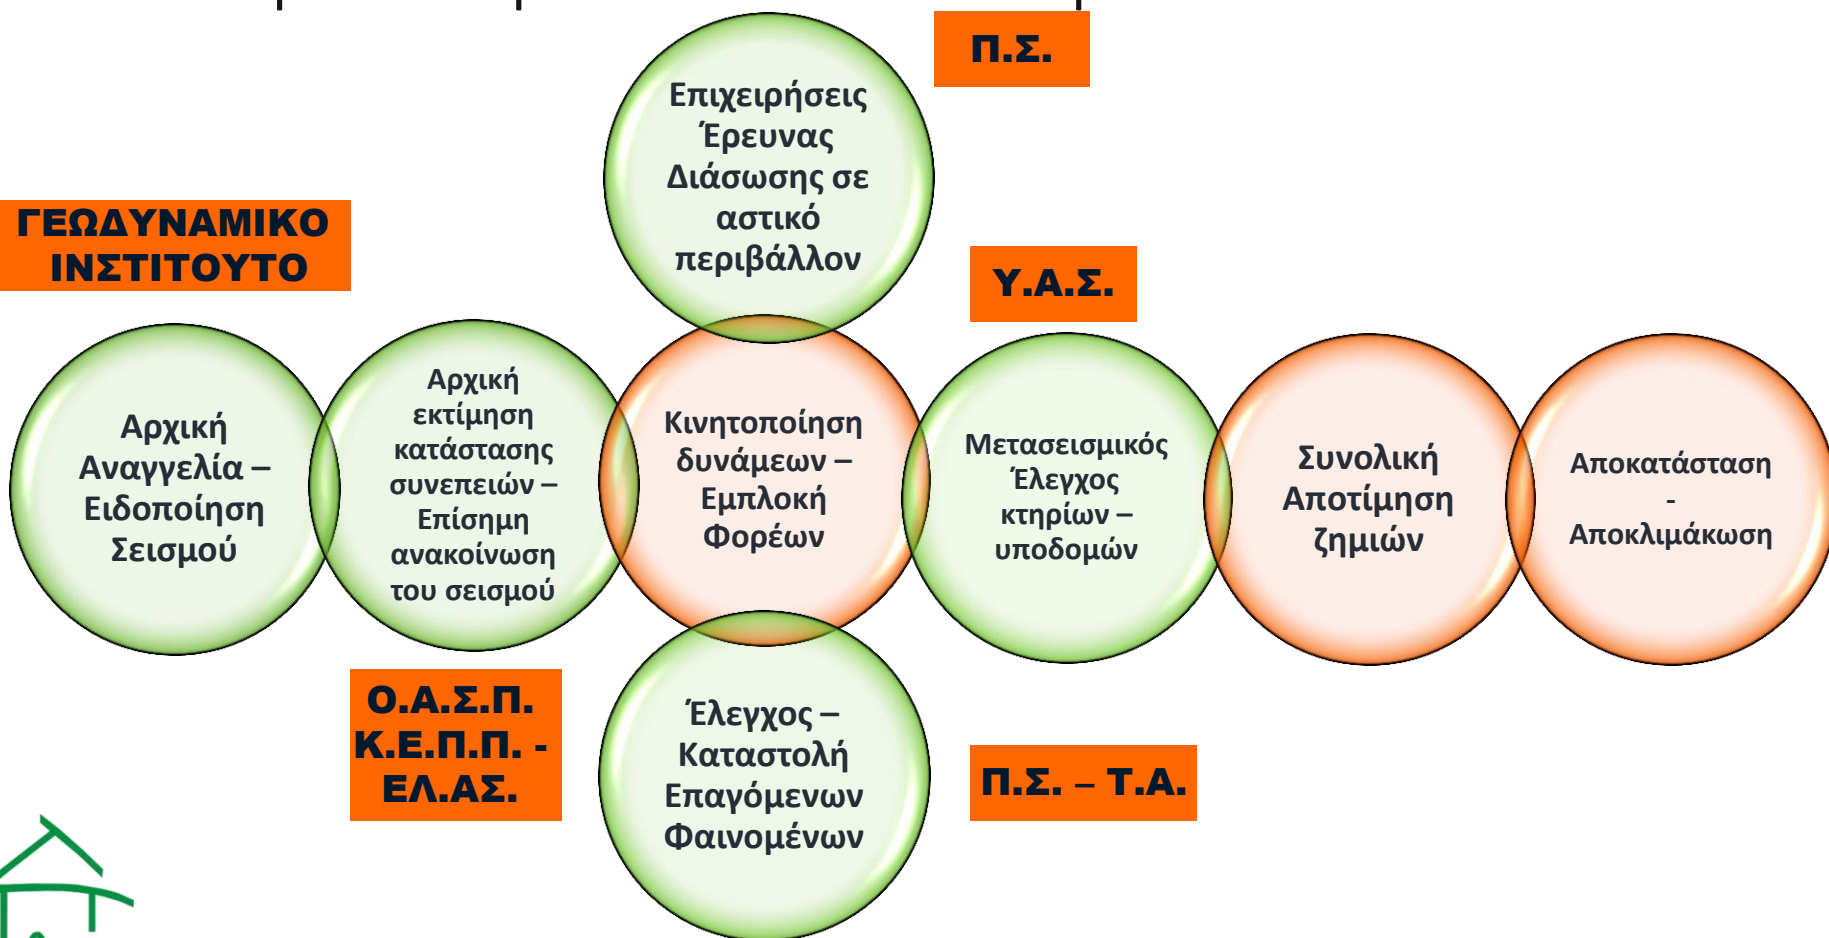 Π.Σ.
Επιχειρήσεις
Έρευνας
Διάσωσης σε
αστικό
περιβάλλον
ΓΕΩΔΥΝΑΜΙΚΟ
ΙΝΣΤΙΤΟΥΤΟ
Υ.Α.Σ.
Αρχική
Αναγγελία –
Ειδοποίηση
Σεισμού
Αρχική
εκτίμηση
κατάστασης
συνεπειών –
Επίσημη
ανακοίνωση
του σεισμού
Κινητοποίηση
δυνάμεων –
Εμπλοκή
Φορέων
Μετασεισμικός
Έλεγχος
κτηρίων –
υποδομών
Συνολική
Αποτίμηση
ζημιών
Αποκατάσταση
-
Αποκλιμάκωση
Ο.Α.Σ.Π.
Κ.Ε.Π.Π. -
ΕΛ.ΑΣ.
Έλεγχος –
Καταστολή
Επαγόμενων
Φαινομένων
Π.Σ. – Τ.Α.